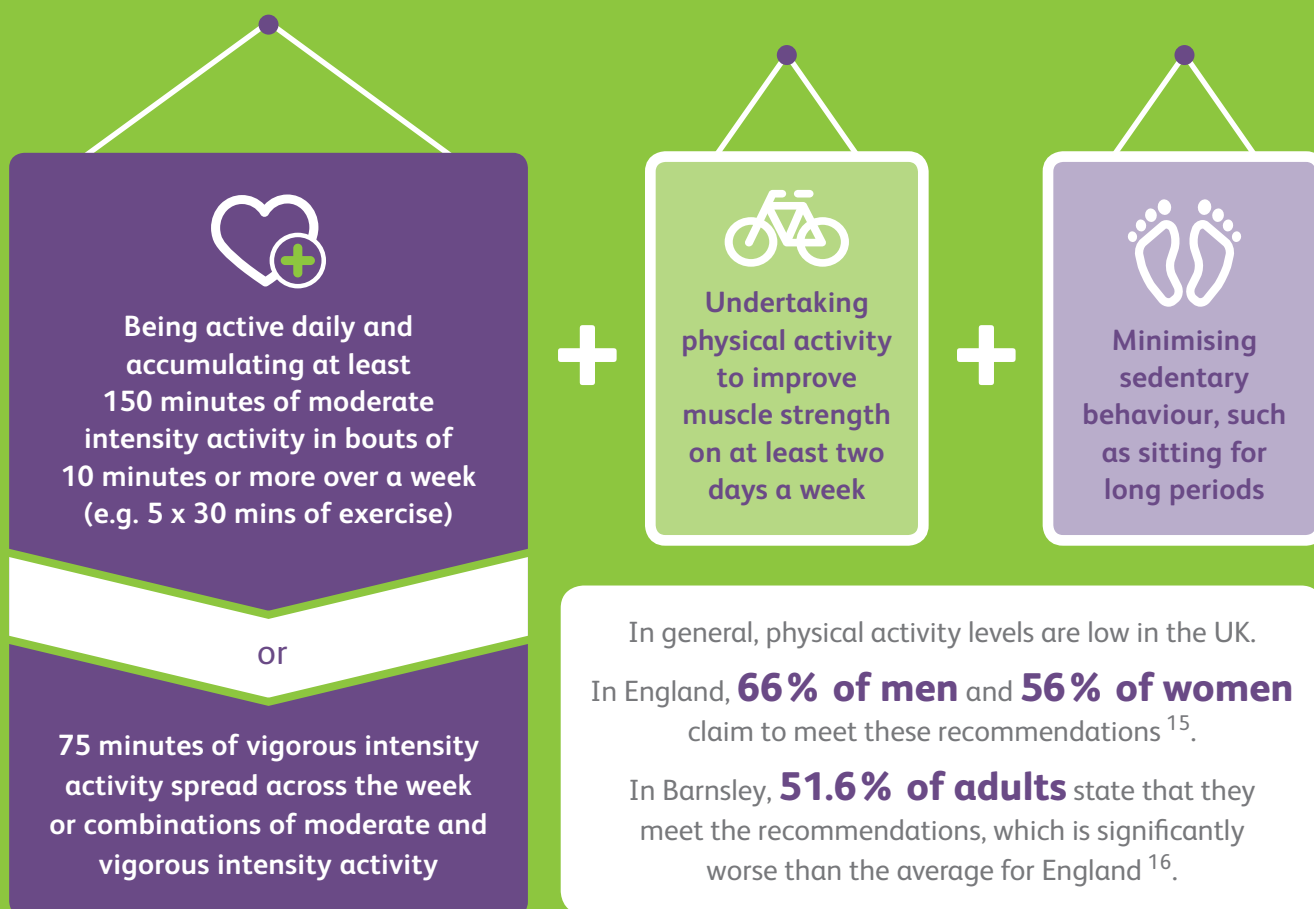 Being active daily and
accumulating at least
150 minutes of moderate
intensity activity in bouts of
10 minutes or more over a week
(e.g. 5 x 30 mins of exercise)
or
75 minutes of vigorous intensity
activity spread across the week
or combinations of moderate and
vigorous intensity activity
+
Undertaking
physical activity
to improve
muscle strength
on at least two
days a week
+
Minimising
sedentary
behaviour, such
as sitting for
long periods
In general, physical activity levels are low in the UK.
In England, 66% of men and 56% of women
claim to meet these recommendations 15.
In Barnsley, 51.6% of adults state that they
meet the recommendations, which is significantly
worse than the average for England 16.